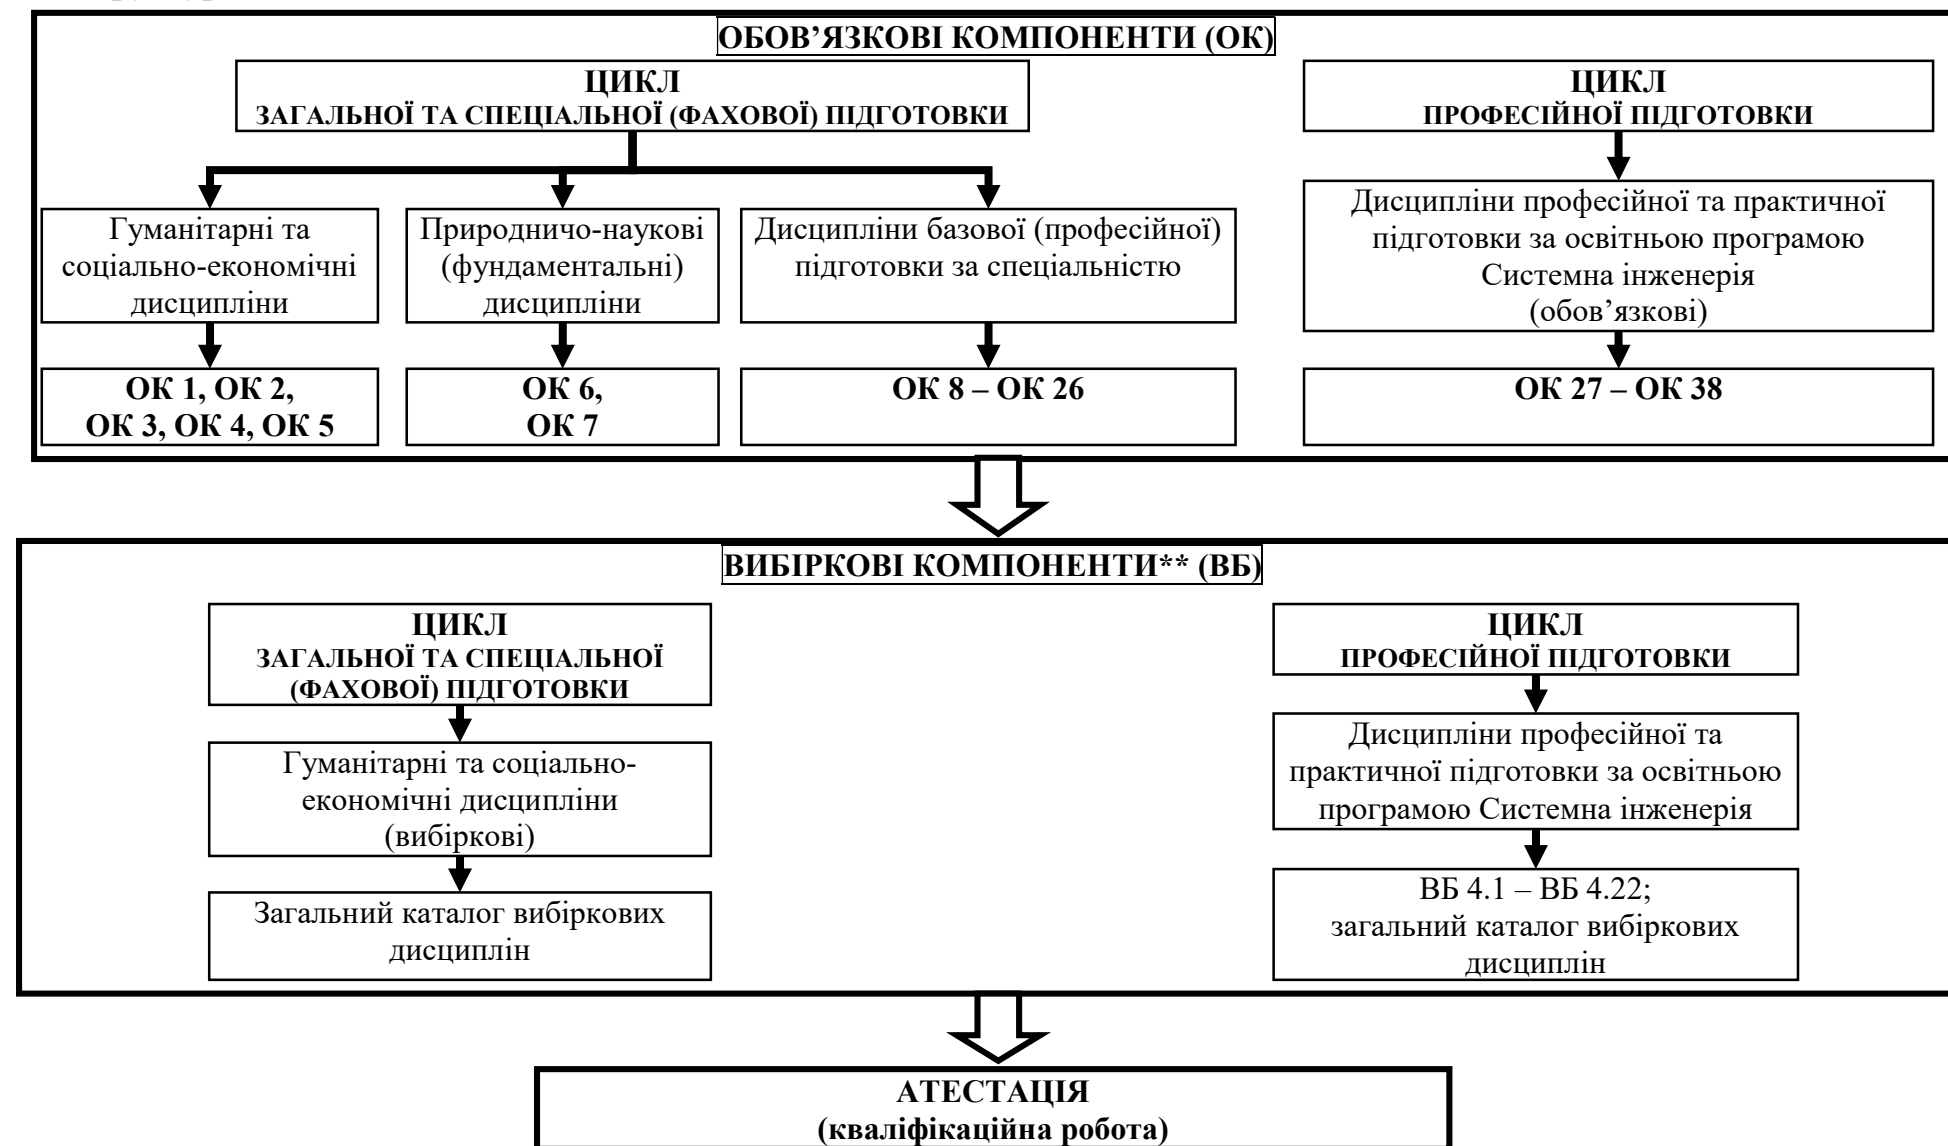 ОБОВ’ЯЗКОВІ КОМПОНЕНТИ (ОК)
ЦИКЛ
ЗАГАЛЬНОЇ ТА СПЕЦІАЛЬНОЇ (ФАХОВОЇ) ПІДГОТОВКИ
ЦИКЛ
ПРОФЕСІЙНОЇ ПІДГОТОВКИ
Гуманітарні та
соціально-економічні
дисципліни
Природничо-наукові
(фундаментальні)
дисципліни
Дисципліни базової (професійної)
підготовки за спеціальністю
Дисципліни професійної та практичної
підготовки за освітньою програмою
Системна інженерія
(обов’язкові)
ОК 1, ОК 2,
ОК 3, ОК 4, ОК 5
ОК 6,
ОК 7
ОК 8 – ОК 26
ОК 27 – ОК 38
ВИБІРКОВІ КОМПОНЕНТИ** (ВБ)
ЦИКЛ
ЗАГАЛЬНОЇ ТА СПЕЦІАЛЬНОЇ
(ФАХОВОЇ) ПІДГОТОВКИ
ЦИКЛ
ПРОФЕСІЙНОЇ ПІДГОТОВКИ
Гуманітарні та соціально-
економічні дисципліни
(вибіркові)
Дисципліни професійної та
практичної підготовки за освітньою
програмою Системна інженерія
Загальний каталог вибіркових
дисциплін
ВБ 4.1 – ВБ 4.22;
загальний каталог вибіркових
дисциплін
АТЕСТАЦІЯ
(кваліфікаційна робота)